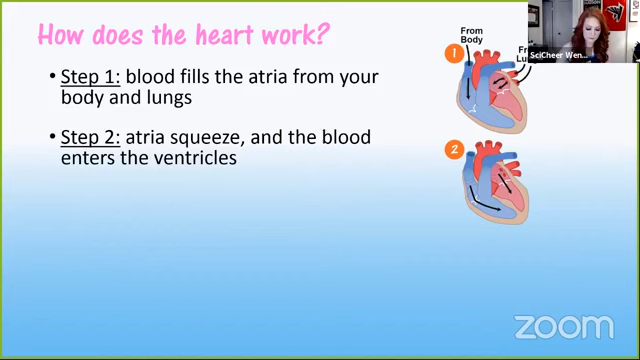 How does the heart work?
• Step 1: blood fills the atria from your
body and lungs
• Step 2: atria squeeze, and the blood
enters the ventricles
From
Body
1
2
SciCheer Wen...
zoom